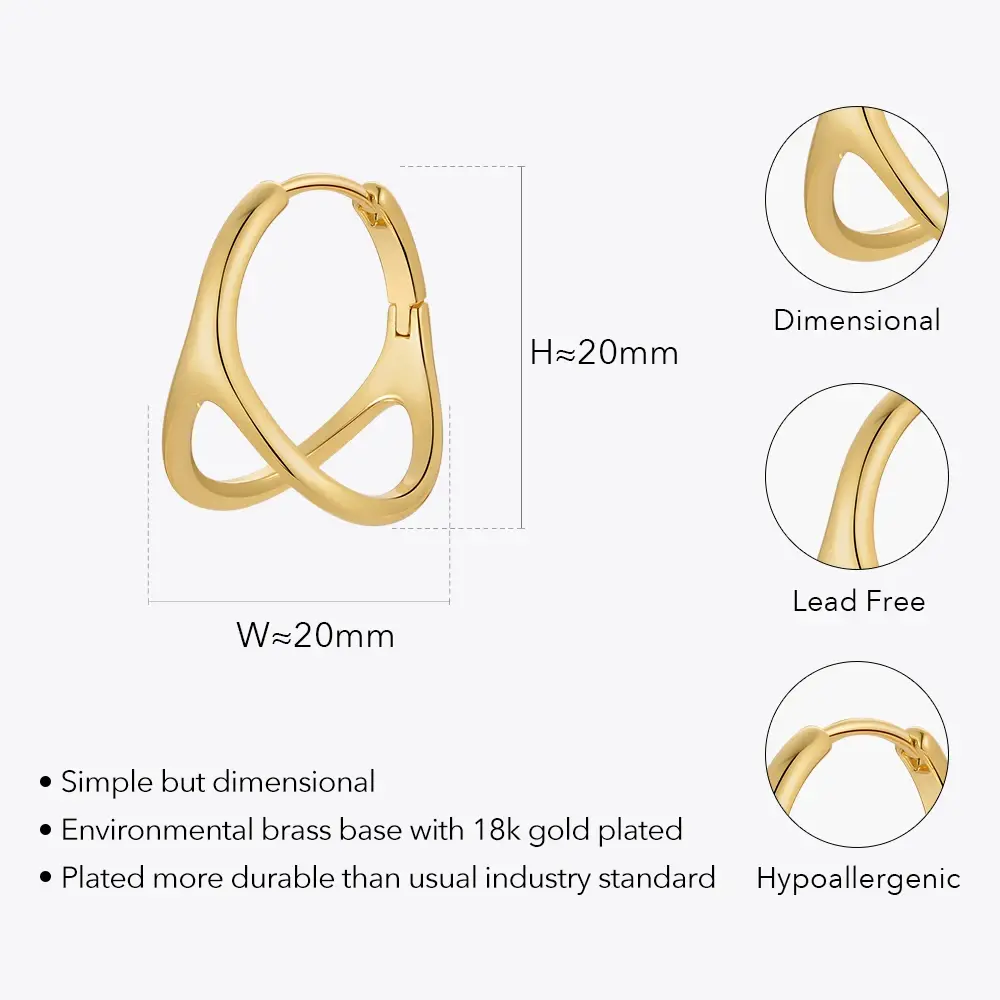 Dimensional
H≈20mm
Lead Free
W≈20mm
• Simple but dimensional
• Environmental brass base with 18k gold plated
• Plated more durable than usual industry standard
Hypoallergenic